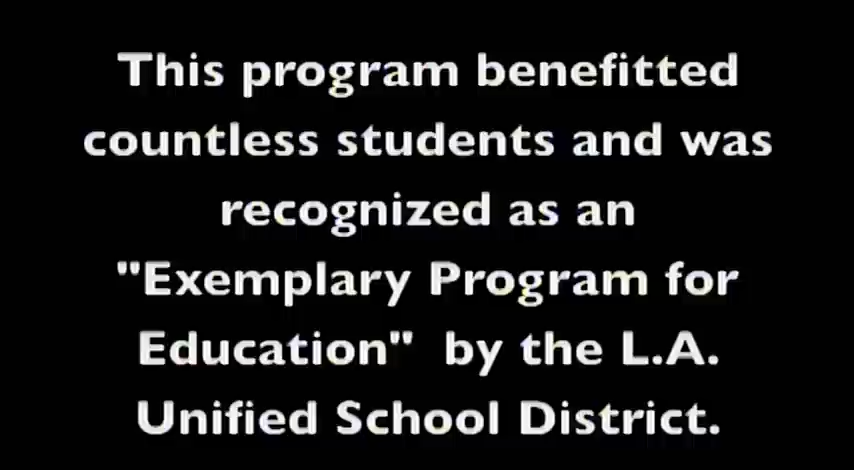 This program benefitted
countless students and was
recognized as an
"Exemplary Program for
Education"  by the L.A.
Unified School District.